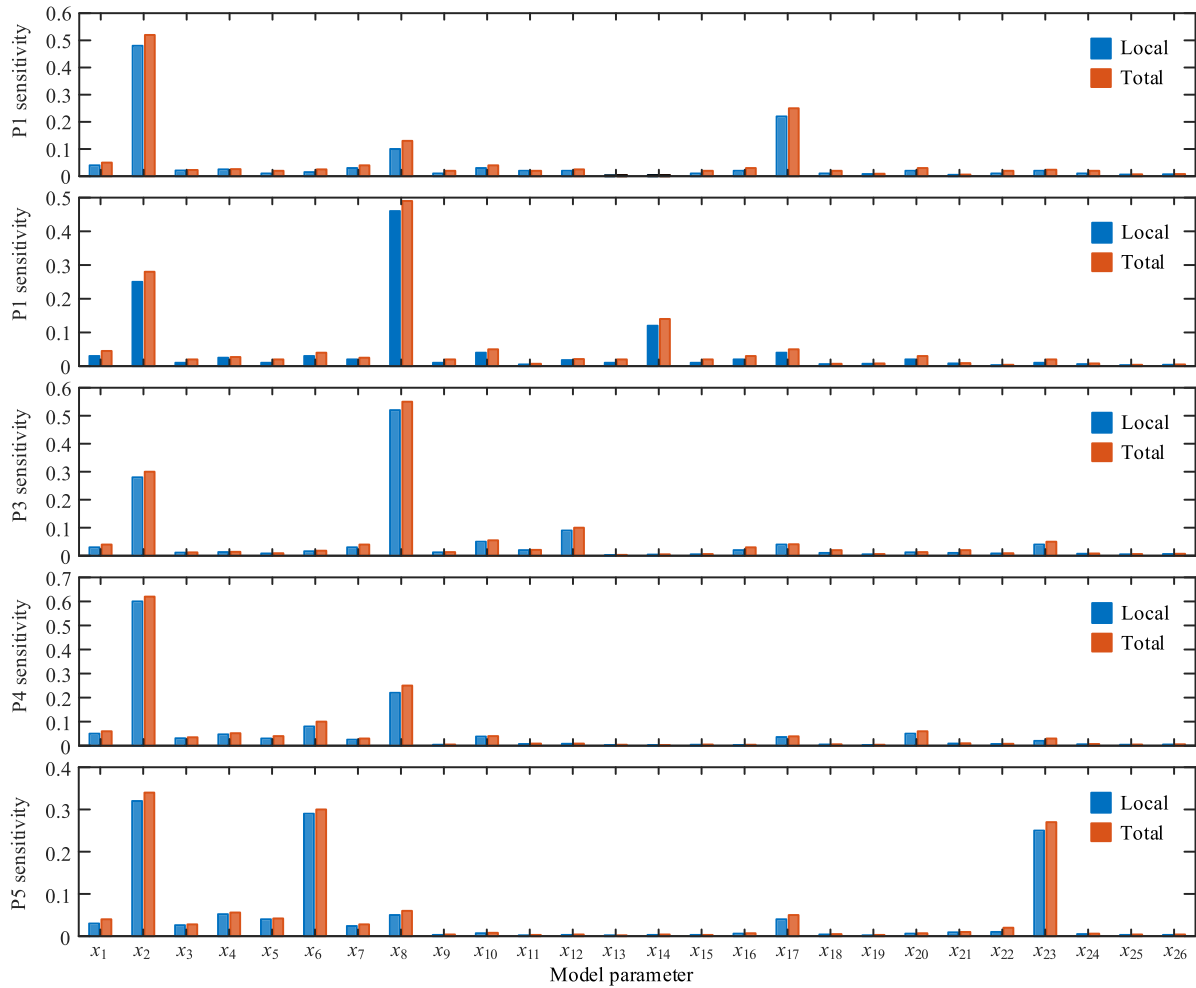 P1 sensitivity
0.6
0.5
0.4
0.3
0.2
0.1
0
Local
Total
P1 sensitivity
0.5
0.4
0.3
0.2
0.1
0
Local
Total
P3 sensitivity
0.6
0.5
0.4
0.3
0.2
0.1
0
Local
Total
P4 sensitivity
0.7
0.6
0.5
0.4
0.3
0.2
0.1
0
Local
Total
P5 sensitivity
0.4
0.3
0.2
0.1
0
Local
Total
x1 x2 x3 x4 x5 x6 x7 x8 x9 x10 x11 x12 x13 x14 x15 x16 x17 x18 x19 x20 x21 x22 x23 x24 x25 x26
Model parameter